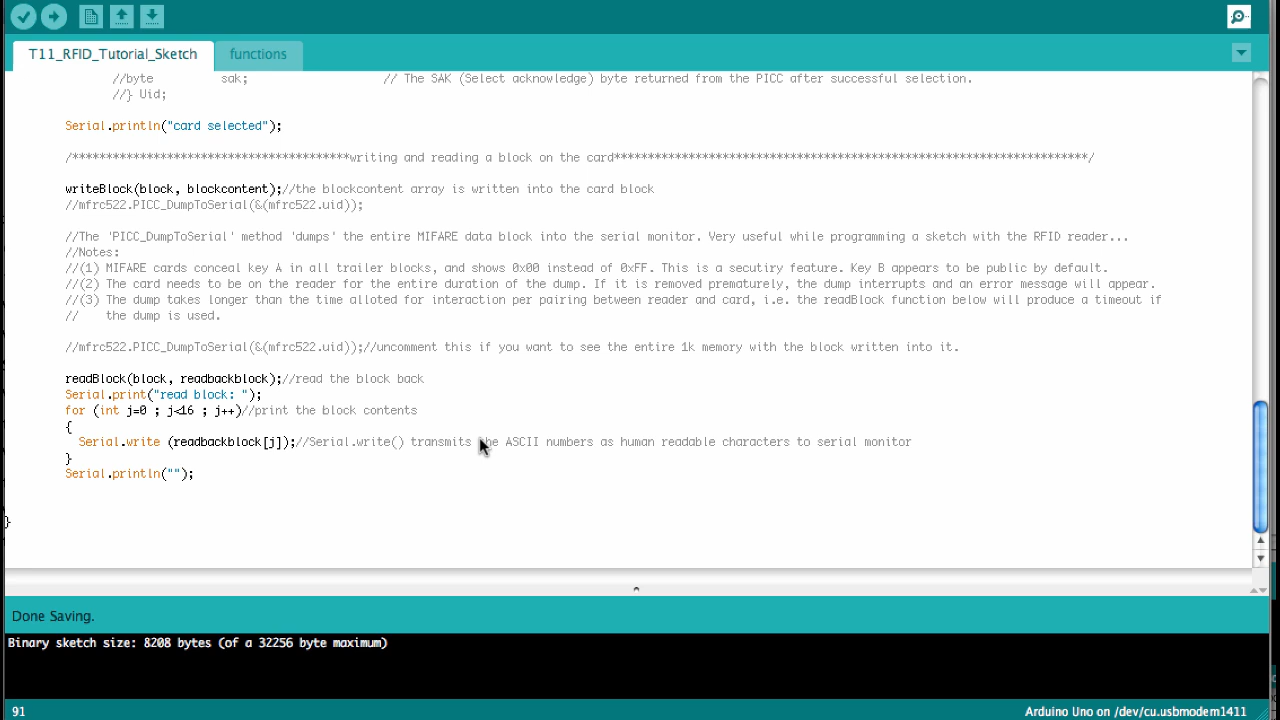 T11_RFID_Tutorial_Sketch functions
//byte sak; // The SAK (Select acknowledge) byte returned from the PICC after successful selection.
//} Uid;
Serial.println("card selected");
/*****************************************writing and reading a block on the card**********************************************************************/
writeBlock(block, blockcontent);//the blockcontent array is written into the card block
//mfrc522.PICC_DumpToSerial(&(mfrc522.uid));
//The 'PICC_DumpToSerial' method 'dumps' the entire MIFARE data block into the serial monitor. Very useful while programming a sketch with the RFID reader...
//Notes:
//(1) MIFARE cards conceal key A in all trailer blocks, and shows 0x00 instead of 0xFF. This is a secutiry feature. Key B appears to be public by default.
//(2) The card needs to be on the reader for the entire duration of the dump. If it is removed prematurely, the dump interrupts and an error message will appear.
//(3) The dump takes longer than the time alloted for interaction per pairing between reader and card, i.e. the readBlock function below will produce a timeout if
// the dump is used.
//mfrc522.PICC_DumpToSerial(&(mfrc522.uid));//uncomment this if you want to see the entire 1k memory with the block written into it.
readBlock(block, readbackblock);//read the block back
Serial.print("read block: ");
for (int j=0 ; j<16 ; j++)//print the block contents
{
Serial.write (readbackblock[j]);//Serial.write() transmits the ASCII numbers as human readable characters to serial monitor
}
Serial.println("");
}
Done Saving.
Binary sketch size: 8208 bytes (of a 32256 byte maximum)
91 Arduino Uno on /dev/cu.usbmodem1411